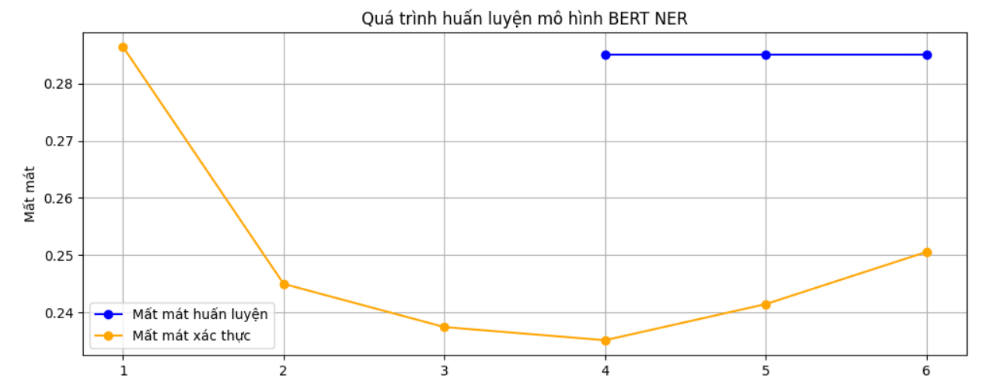 Quá trình huấn luyện mô hình BERT NER
Mất mát
0.28
0.27
0.26
0.25
0.24
Mất mát huấn luyện
Mất mát xác thực
1 2 3 4 5 6